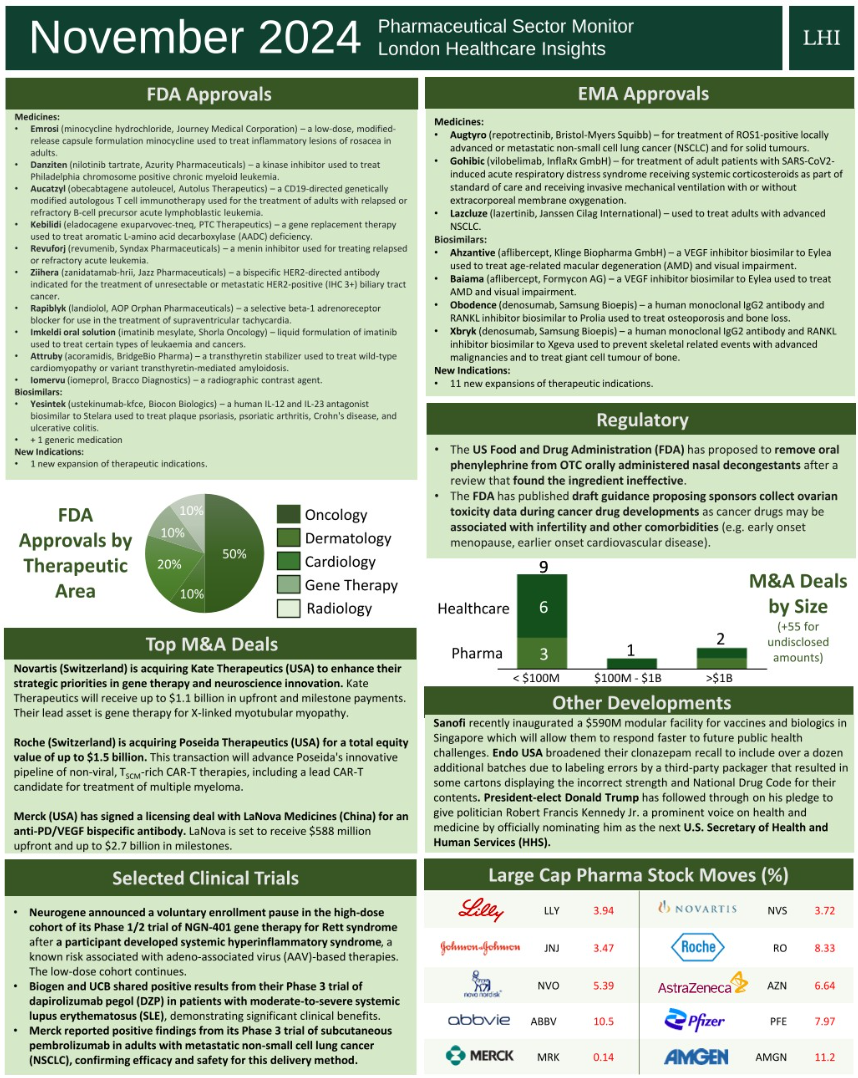 November 2024
Pharmaceutical Sector Monitor
London Healthcare Insights
LHI
FDA Approvals
Medicines:
• Emrosi (minocycline hydrochloride, Journey Medical Corporation) – a low-dose, modified-
release capsule formulation minocycline used to treat inflammatory lesions of rosacea in
adults.
• Danziten (nilotinib tartrate, Azurity Pharmaceuticals) – a kinase inhibitor used to treat
Philadelphia chromosome positive chronic myeloid leukemia.
• Aucatzyl (obecabtagene autoleucel, Autolus Therapeutics) – a CD19-directed genetically
modified autologous T cell immunotherapy used for the treatment of adults with relapsed or
refractory B-cell precursor acute lymphoblastic leukemia.
• Kebilidi (eladocagene exuparvovec-tneq, PTC Therapeutics) – a gene replacement therapy
used to treat aromatic L-amino acid decarboxylase (AADC) deficiency.
• Revuforj (revumenib, Syndax Pharmaceuticals) – a menin inhibitor used for treating relapsed
or refractory acute leukemia.
• Ziihera (zanidatamab-hrii, Jazz Pharmaceuticals) – a bispecific HER2-directed antibody
indicated for the treatment of unresectable or metastatic HER2-positive (IHC 3+) biliary tract
cancer.
• Rapiblyk (landiolol, AOP Orphan Pharmaceuticals) – a selective beta-1 adrenoreceptor
blocker for use in the treatment of supraventricular tachycardia.
• Imkeldi oral solution (imatinib mesylate, Shorla Oncology) – liquid formulation of imatinib
used to treat certain types of leukemia and cancers.
• Attruby (acoramidis, BridgeBio Pharma) – a transthyretin stabilizer used to treat wild-type
cardiomyopathy or variant transthyretin-mediated amyloidosis.
• Iomervu (iomeprol, Bracco Diagnostics) – a radiographic contrast agent.
Biosimilars:
• Yesintek (ustekinumab-kfce, Biocon Biologics) – a human IL-12 and IL-23 antagonist
biosimilar to Stelara used to treat plaque psoriasis, psoriatic arthritis, Crohn's disease, and
ulcerative colitis.
• + 1 generic medication
New Indications:
• 1 new expansion of therapeutic indications.
FDA
Approvals by
Therapeutic
Area
10%
10%
20%
10%
50%
Oncology
Dermatology
Cardiology
Gene Therapy
Radiology
Top M&A Deals
Novartis (Switzerland) is acquiring Kate Therapeutics (USA) to enhance their
strategic priorities in gene therapy and neuroscience innovation. Kate
Therapeutics will receive up to $1.1 billion in upfront and milestone payments.
Their lead asset is gene therapy for X-linked myotubular myopathy.
Roche (Switzerland) is acquiring Poseida Therapeutics (USA) for a total equity
value of up to $1.5 billion. This transaction will advance Poseida's innovative
pipeline of non-viral, TSCM-rich CAR-T therapies, including a lead CAR-T
candidate for treatment of multiple myeloma.
Merck (USA) has signed a licensing deal with LaNova Medicines (China) for an
anti-PD/VEGF bispecific antibody. LaNova is set to receive $588 million
upfront and up to $2.7 billion in milestones.
Selected Clinical Trials
• Neurogene announced a voluntary enrollment pause in the high-dose
cohort of its Phase 1/2 trial of NGN-401 gene therapy for Rett syndrome
after a participant developed systemic hyperinflammatory syndrome, a
known risk associated with adeno-associated virus (AAV)-based therapies.
The low-dose cohort continues.
• Biogen and UCB shared positive results from their Phase 3 trial of
dapirolizumab pegol (DZP) in patients with moderate-to-severe systemic
lupus erythematosus (SLE), demonstrating significant clinical benefits.
• Merck reported positive findings from its Phase 3 trial of subcutaneous
pembrolizumab in adults with metastatic non-small cell lung cancer
(NSCLC), confirming efficacy and safety for this delivery method.
EMA Approvals
Medicines:
• Augtyro (repotrectinib, Bristol-Myers Squibb) – for treatment of ROS1-positive locally
advanced or metastatic non-small cell lung cancer (NSCLC) and for solid tumours.
• Gohibic (vilobelimab, InflaRx GmbH) – for treatment of adult patients with SARS-CoV2-
induced acute respiratory distress syndrome receiving systemic corticosteroids as part of
standard of care and receiving invasive mechanical ventilation with or without
extracorporeal membrane oxygenation.
• Lazcluze (lazertinib, Janssen Cilag International) – used to treat adults with advanced
NSCLC.
Biosimilars:
• Ahzantive (aflibercept, Klinge Biopharma GmbH) – a VEGF inhibitor biosimilar to Eylea
used to treat age-related macular degeneration (AMD) and visual impairment.
• Baiama (aflibercept, Formycon AG) – a VEGF inhibitor biosimilar to Eylea used to treat
AMD and visual impairment.
• Obodence (denosumab, Samsung Bioepis) – a human monoclonal IgG2 antibody and
RANKL inhibitor biosimilar to Prolia used to treat osteoporosis and bone loss.
• Xbryk (denosumab, Samsung Bioepis) – a human monoclonal IgG2 antibody and RANKL
inhibitor biosimilar to Xgeva used to prevent skeletal related events with advanced
malignancies and to treat giant cell tumour of bone.
New Indications:
• 11 new expansions of therapeutic indications.
Regulatory
• The US Food and Drug Administration (FDA) has proposed to remove oral
phenylephrine from OTC orally administered nasal decongestants after a
review that found the ingredient ineffective.
• The FDA has published draft guidance proposing sponsors collect ovarian
toxicity data during cancer drug developments as cancer drugs may be
associated with infertility and other comorbidities (e.g. early onset
menopause, earlier onset cardiovascular disease).
9
Healthcare 6
Pharma 3
1
2
< $100M $100M - $1B >$1B
M&A Deals
by Size
(+55 for
undisclosed
amounts)
Other Developments
Sanofi recently inaugurated a $590M modular facility for vaccines and biologics in
Singapore which will allow them to respond faster to future public health
challenges. Endo USA broadened their clonazepam recall to include over a dozen
additional batches due to labeling errors by a third-party packager that resulted in
some cartons displaying the incorrect strength and National Drug Code for their
contents. President-elect Donald Trump has followed through on his pledge to
give politician Robert Francis Kennedy Jr. a prominent voice on health and
medicine by officially nominating him as the next U.S. Secretary of Health and
Human Services (HHS).
Large Cap Pharma Stock Moves (%)
Lilly LLY 3.94 NOVARTIS NVS 3.72
Johnson & Johnson JNJ 3.47 Roche RO 8.33
novo nordisk NVO 5.39 AstraZeneca AZN 6.64
abbvie ABBV 10.5 Pfizer PFE 7.97
MERCK MRK 0.14 AMGEN AMGN 11.2